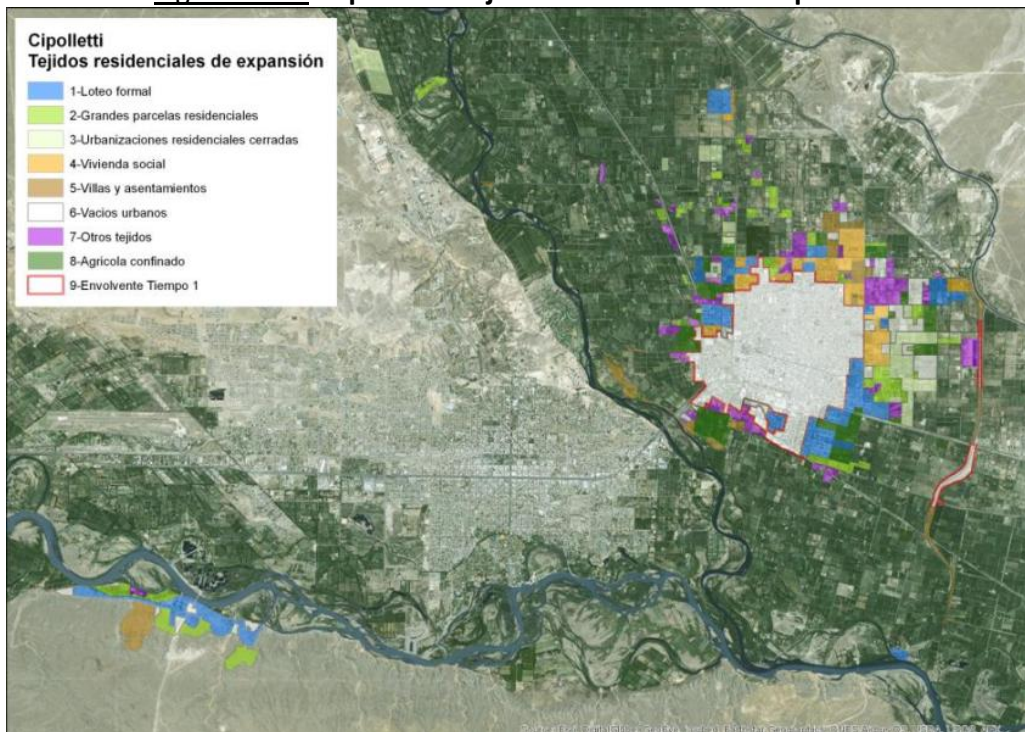 Cipolletti
Tejidos residenciales de expansión
1-Loteo formal
2-Grandes parcelas residenciales
3-Urbanizaciones residenciales cerradas
4-Vivienda social
5-Villas y asentamientos
6-Vacios urbanos
7-Otros tejidos
8-Agricola confinado
9-Envolvente Tiempo 1